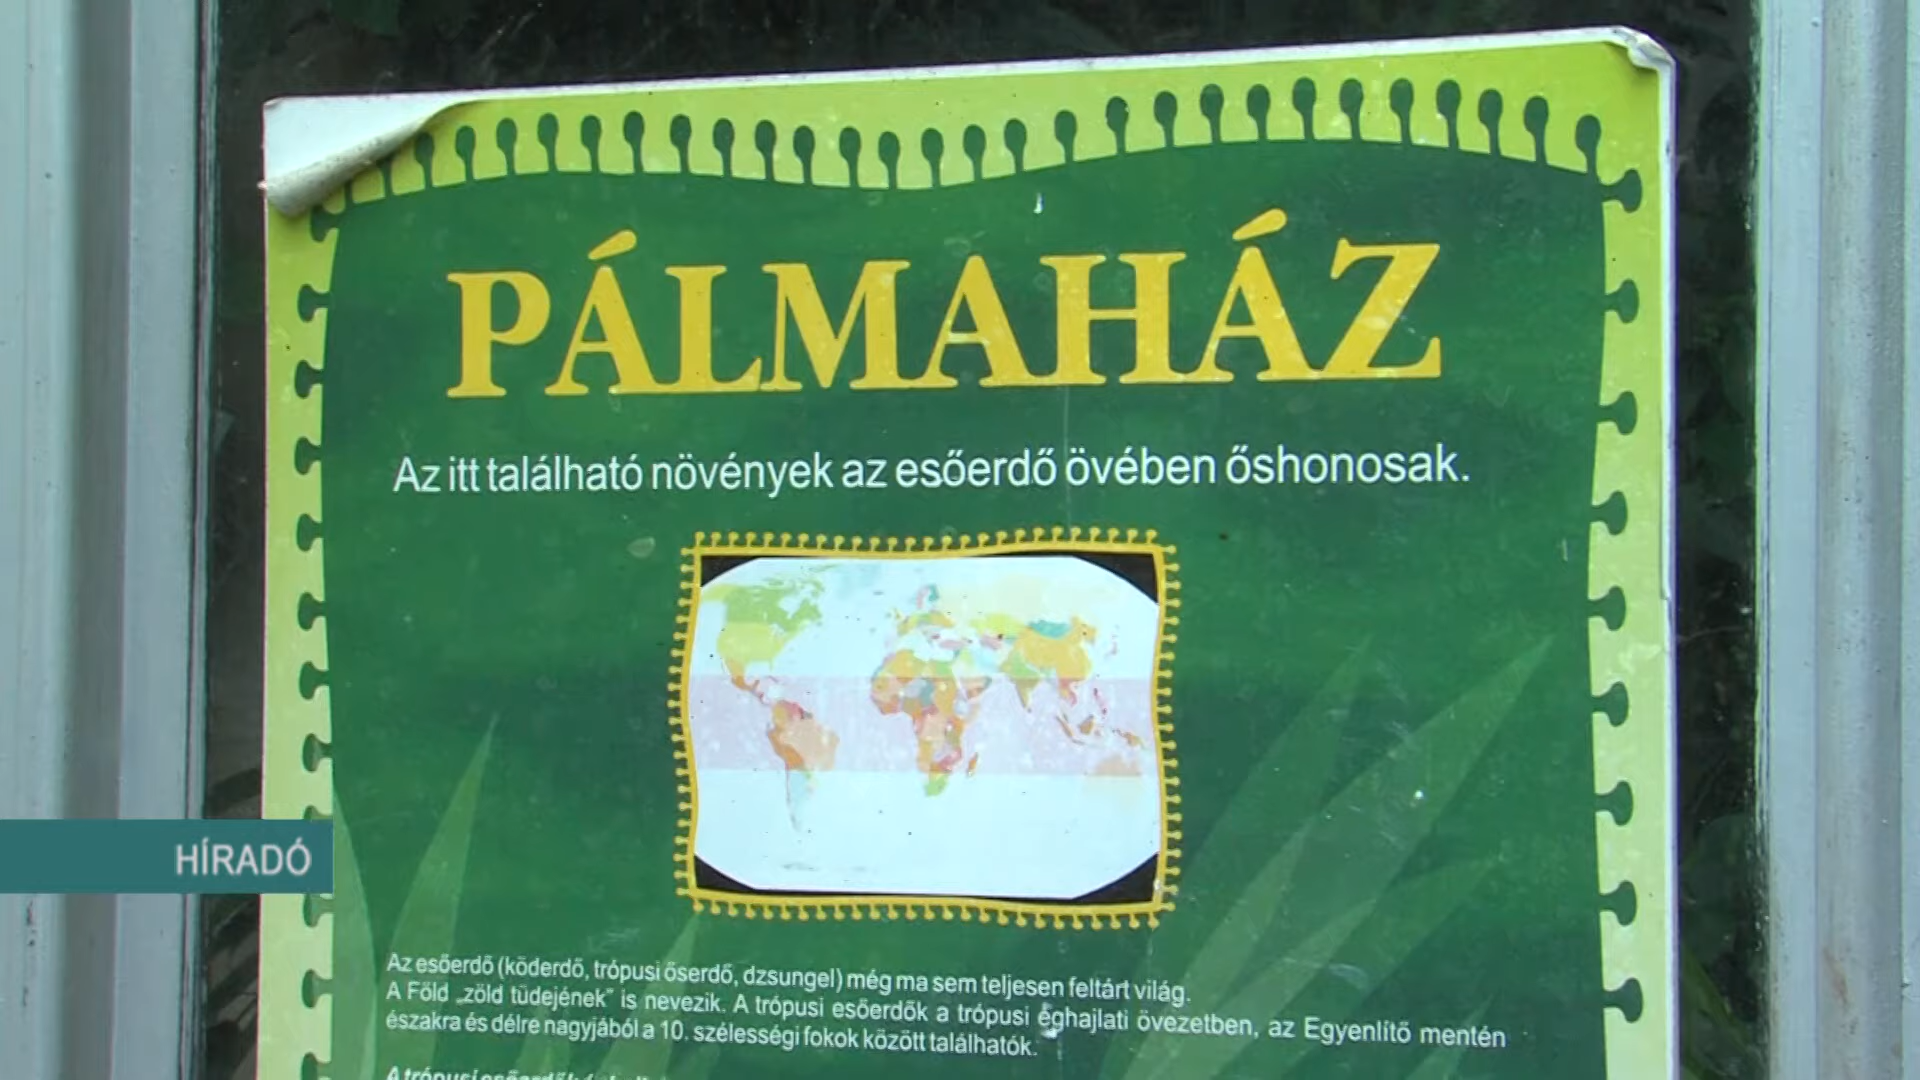 PÁLMAHÁZ
Az itt található növények az esőerdő övében őshonosak.
HÍRADÓ
Az esőerdő (köderdő, trópusi őserdő, dzsungel) még ma sem teljesen feltárt világ.
A Föld „zöld tüdejének” is nevezik. A trópusi esőerdők a trópusi éghajlati övezetben, az Egyenlítő mentén
északra és délre nagyjából a 10. szélességi fokok között találhatók.
A trópusi